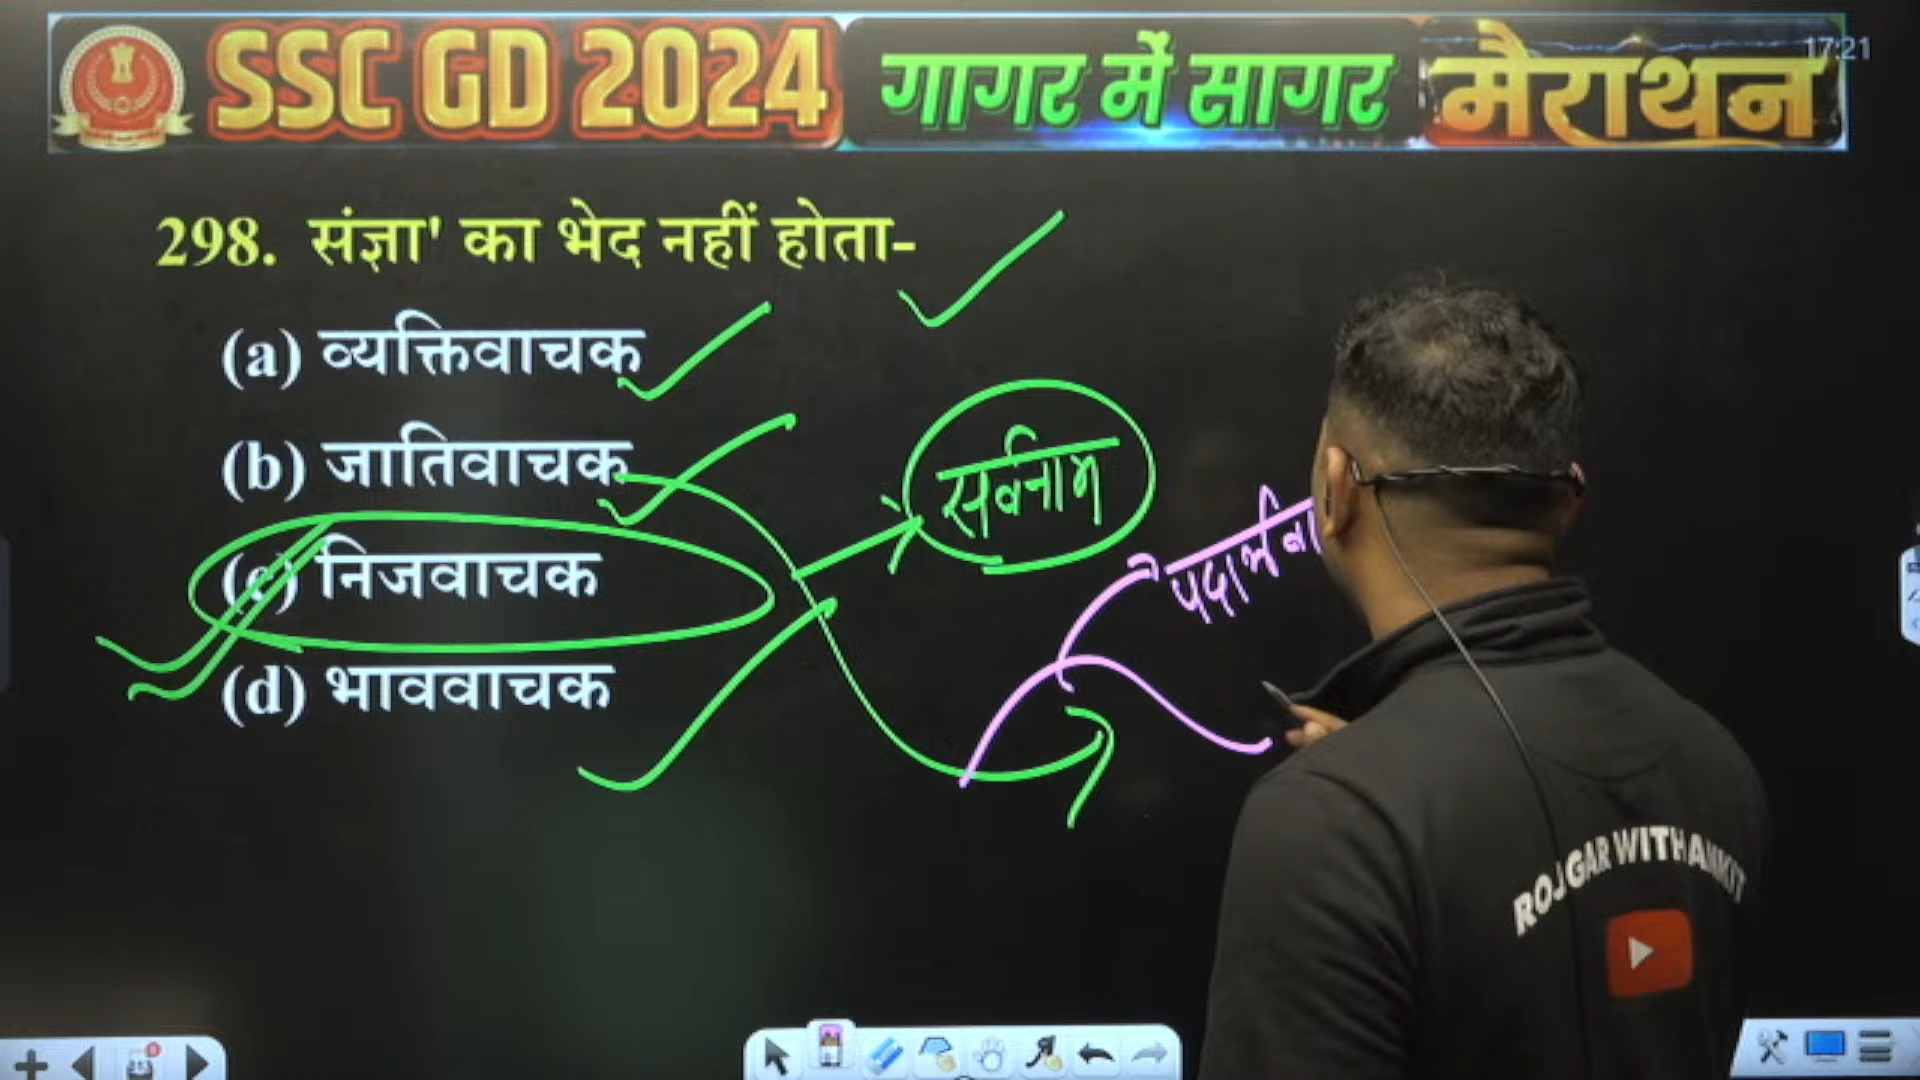 SSC GD 2024 गागर में सागर मैराथन
17:21
298. संज्ञा' का भेद नहीं होता-
(a) व्यक्तिवाचक
(b) जातिवाचक
(c) निजवाचक
(d) भाववाचक
सर्वनाम
ROJGAR WITH ANKIT